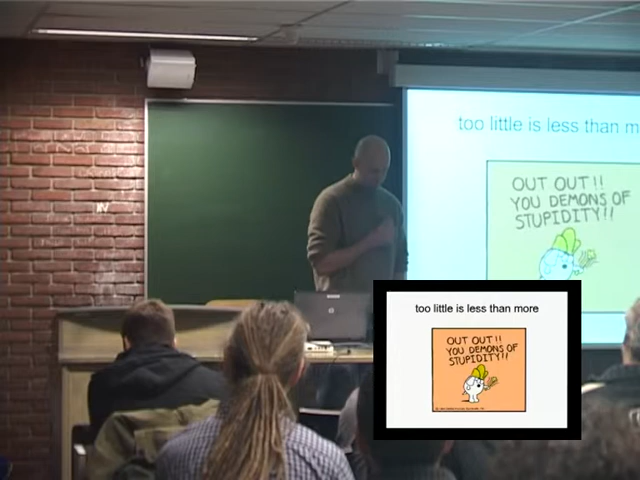 too little is less than m
OUT OUT!!
YOU DEMONS OF
STUPIDITY!!
too little is less than more
OUT OUT!!
YOU DEMONS OF
STUPIDITY!!